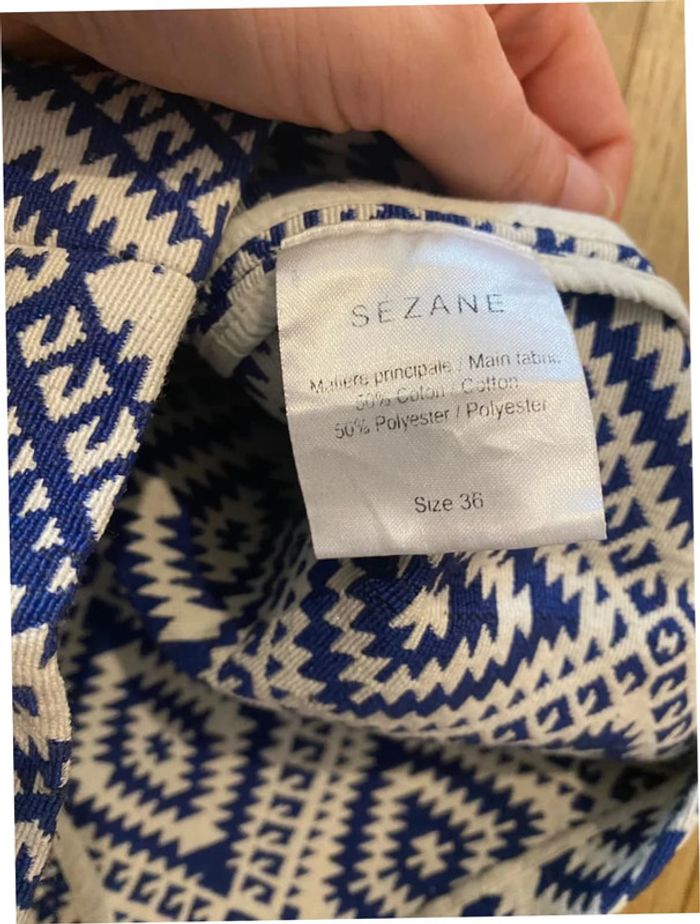 SEZANE
Matiere principale / Main fabric
50% Coton / Cotton
50% Polyester / Polyester
Size 36